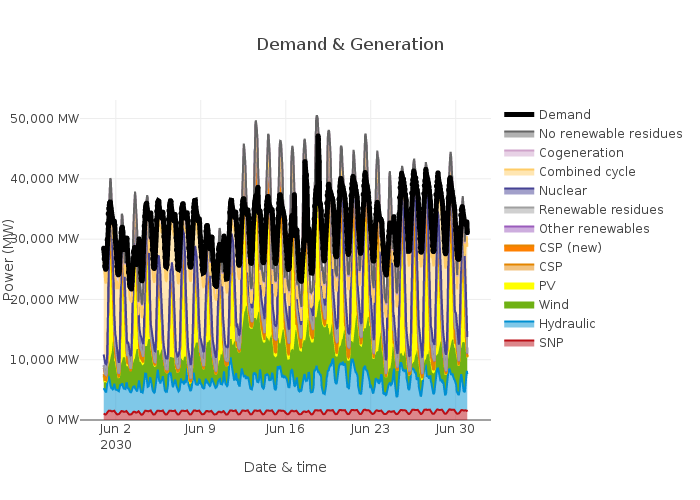 Demand & Generation
50,000 MW
40,000 MW
30,000 MW
20,000 MW
10,000 MW
0 MW
Power (MW)
Jun 2
2030
Jun 9
Jun 16
Jun 23
Jun 30
Date & time
Demand
No renewable residues
Cogeneration
Combined cycle
Nuclear
Renewable residues
Other renewables
CSP (new)
CSP
PV
Wind
Hydraulic
SNP